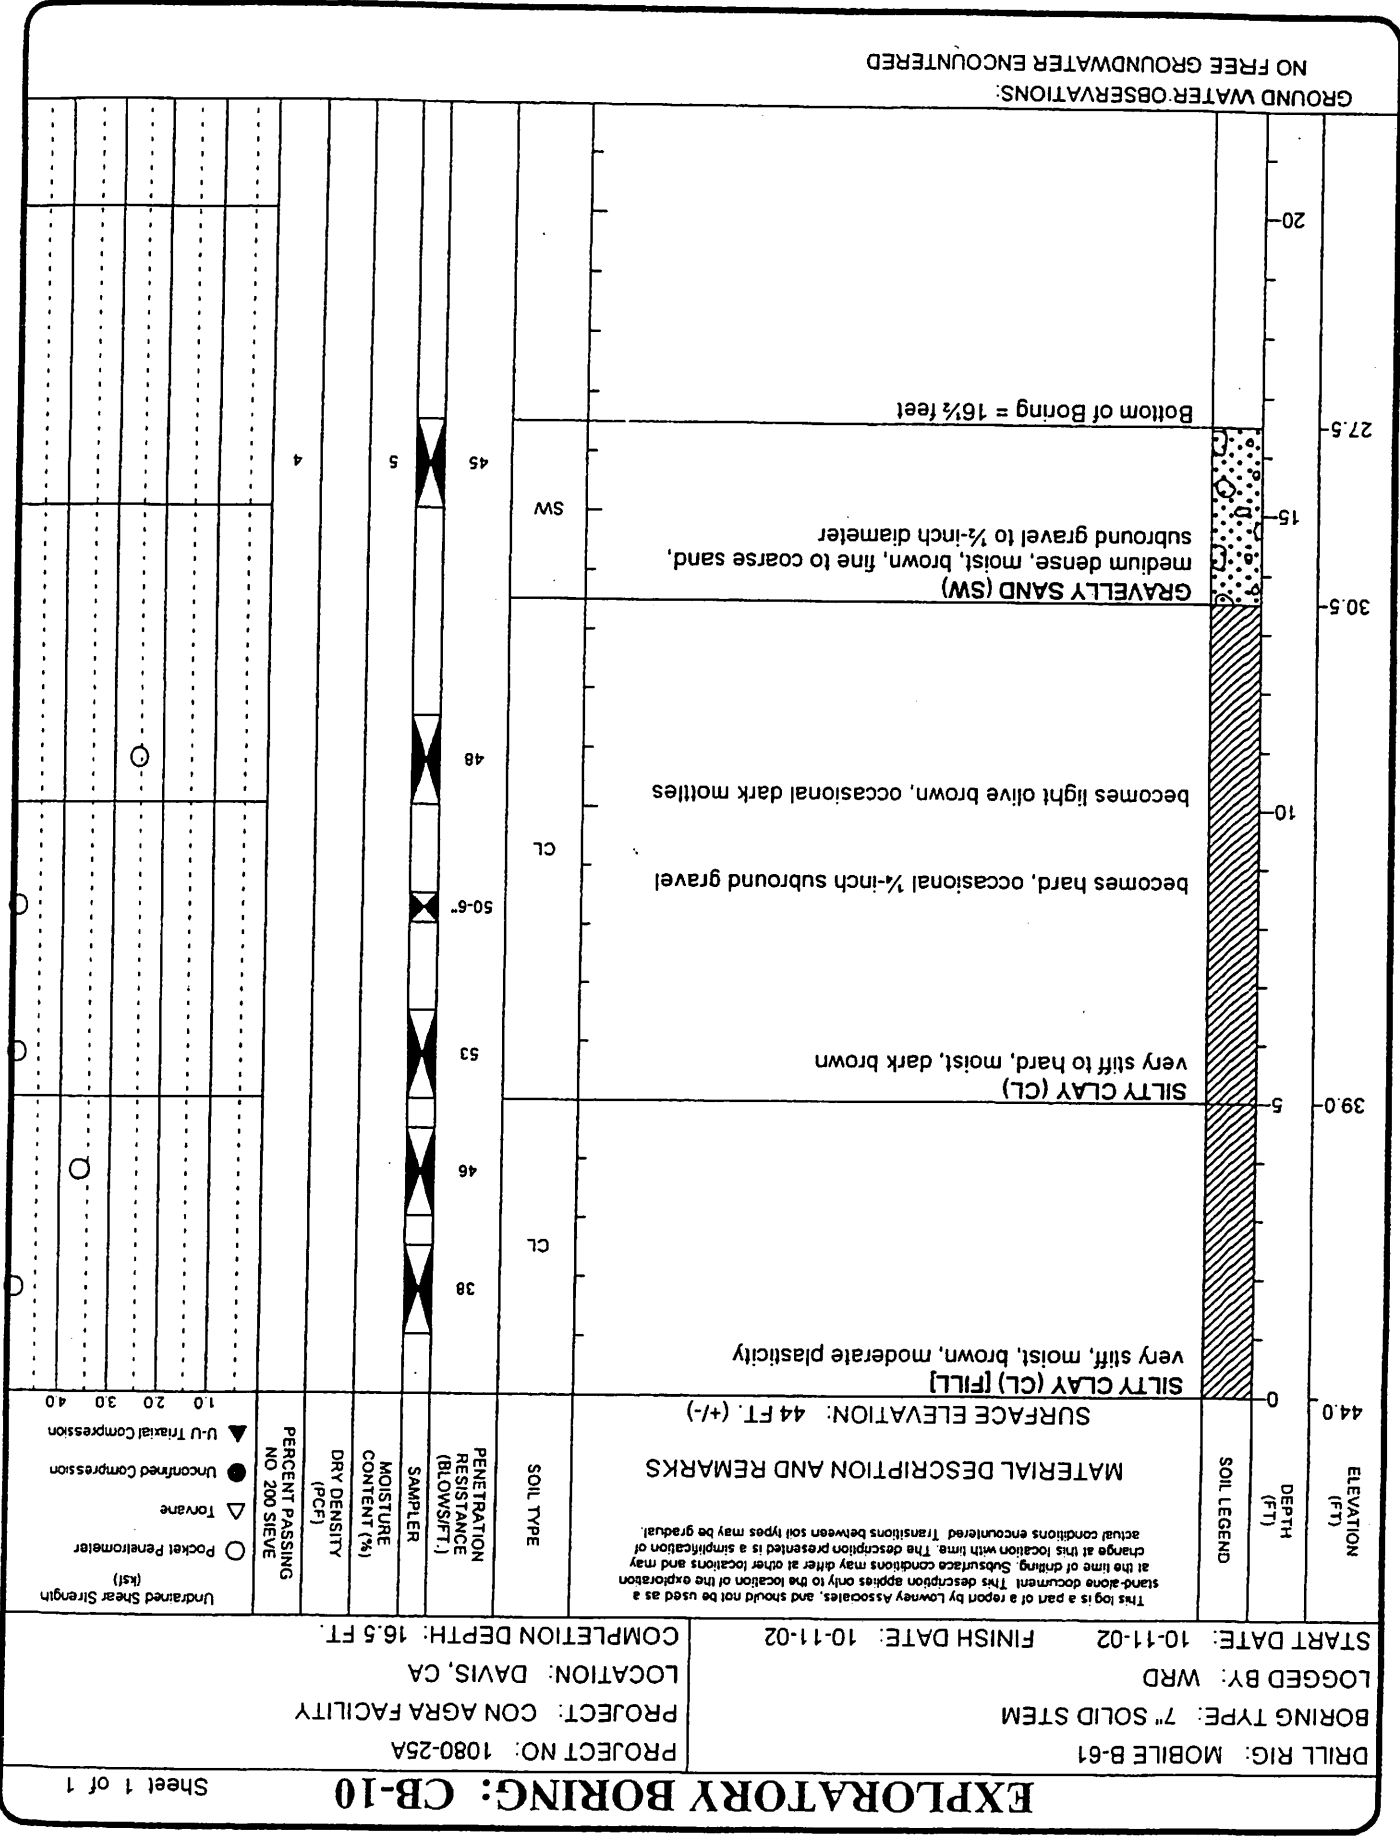 EXPLORATORY BORING: CB-10
Sheet 1 of 1
DRILL RIG: MOBILE B-61
BORING TYPE: 7" SOLID STEM
LOGGED BY: WRD
START DATE: 10-11-02
FINISH DATE: 10-11-02
PROJECT NO: 1080-25A
PROJECT: CON AGRA FACILITY
LOCATION: DAVIS, CA
COMPLETION DEPTH: 16.5 FT.
ELEVATION
(FT)
DEPTH
(FT)
SOIL LEGEND
This log is a part of a report by Lowney Associates, and should not be used as a
stand-alone document This description applies only to the location of the exploration
at the time of drilling. Subsurface conditions may differ at other locations and may
change at this location with time. The description presented is a simplification of
actual conditions encountered Transitions between soil types may be gradual.
MATERIAL DESCRIPTION AND REMARKS
SURFACE ELEVATION: 44 FT. (+/-)
SOIL TYPE
PENETRATION
RESISTANCE
(BLOWS/FT.)
SAMPLER
MOISTURE
CONTENT (%)
DRY DENSITY
(PCF)
PERCENT PASSING
NO 200 SIEVE
Undrained Shear Strength
(ksf)
Pocket Penetrometer
Torvane
Unconfined Compression
U-U Triaxial Compression
1.0 2.0 3.0 4.0
44.0
0
SILTY CLAY (CL) [FILL]
very stiff, moist, brown, moderate plasticity
38
CL
46
39.0
5
SILTY CLAY (CL)
very stiff to hard, moist, dark brown
53
50-6"
becomes hard, occasional ¼-inch subround gravel
CL
10
becomes light olive brown, occasional dark mottles
48
30.5
GRAVELLY SAND (SW)
medium dense, moist, brown, fine to coarse sand,
subround gravel to ½-inch diameter
15
SW
45
5
4
27.5
Bottom of Boring = 16½ feet
20
GROUND WATER OBSERVATIONS:
NO FREE GROUNDWATER ENCOUNTERED